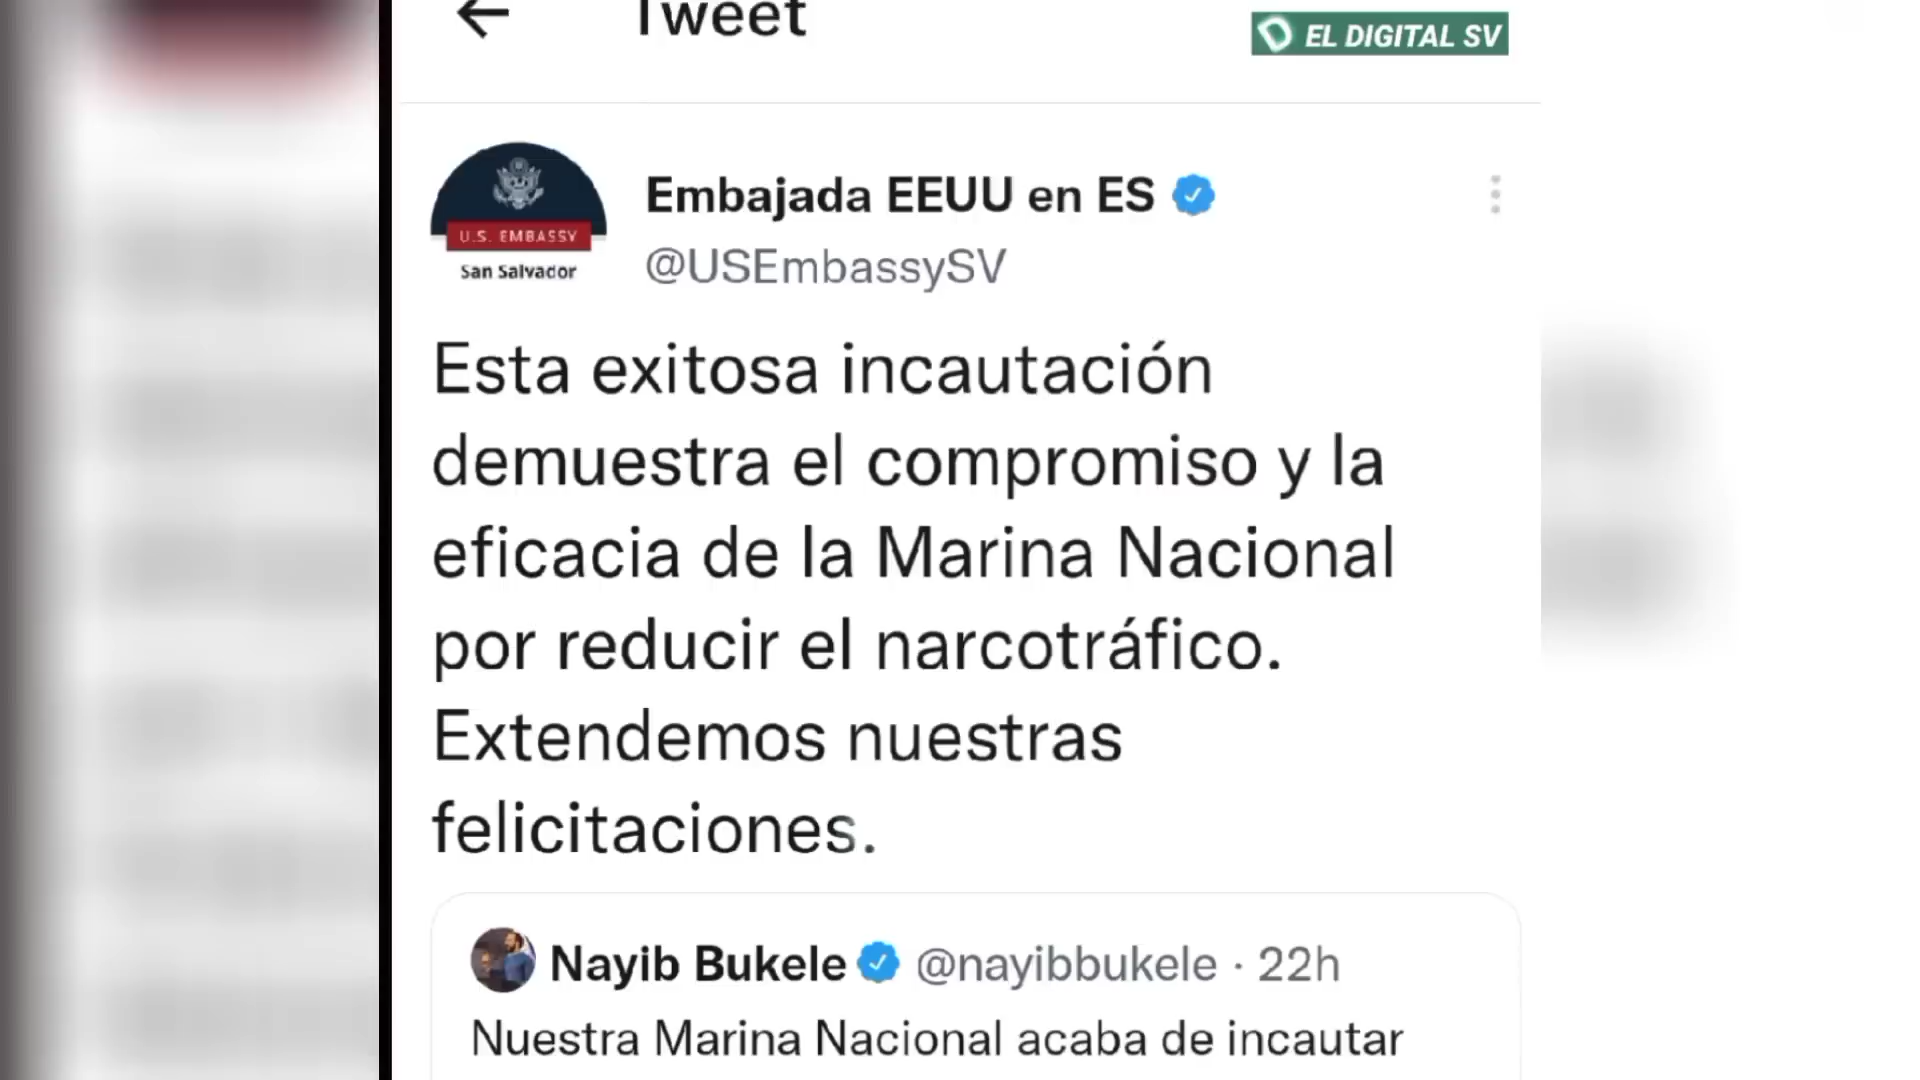 Tweet
EL DIGITAL SV
Embajada EEUU en ES
U.S. EMBASSY
San Salvador
@USEmbassySV
Esta exitosa incautación
demuestra el compromiso y la
eficacia de la Marina Nacional
por reducir el narcotráfico.
Extendemos nuestras
felicitaciones.
Nayib Bukele @nayibbukele · 22h
Nuestra Marina Nacional acaba de incautar